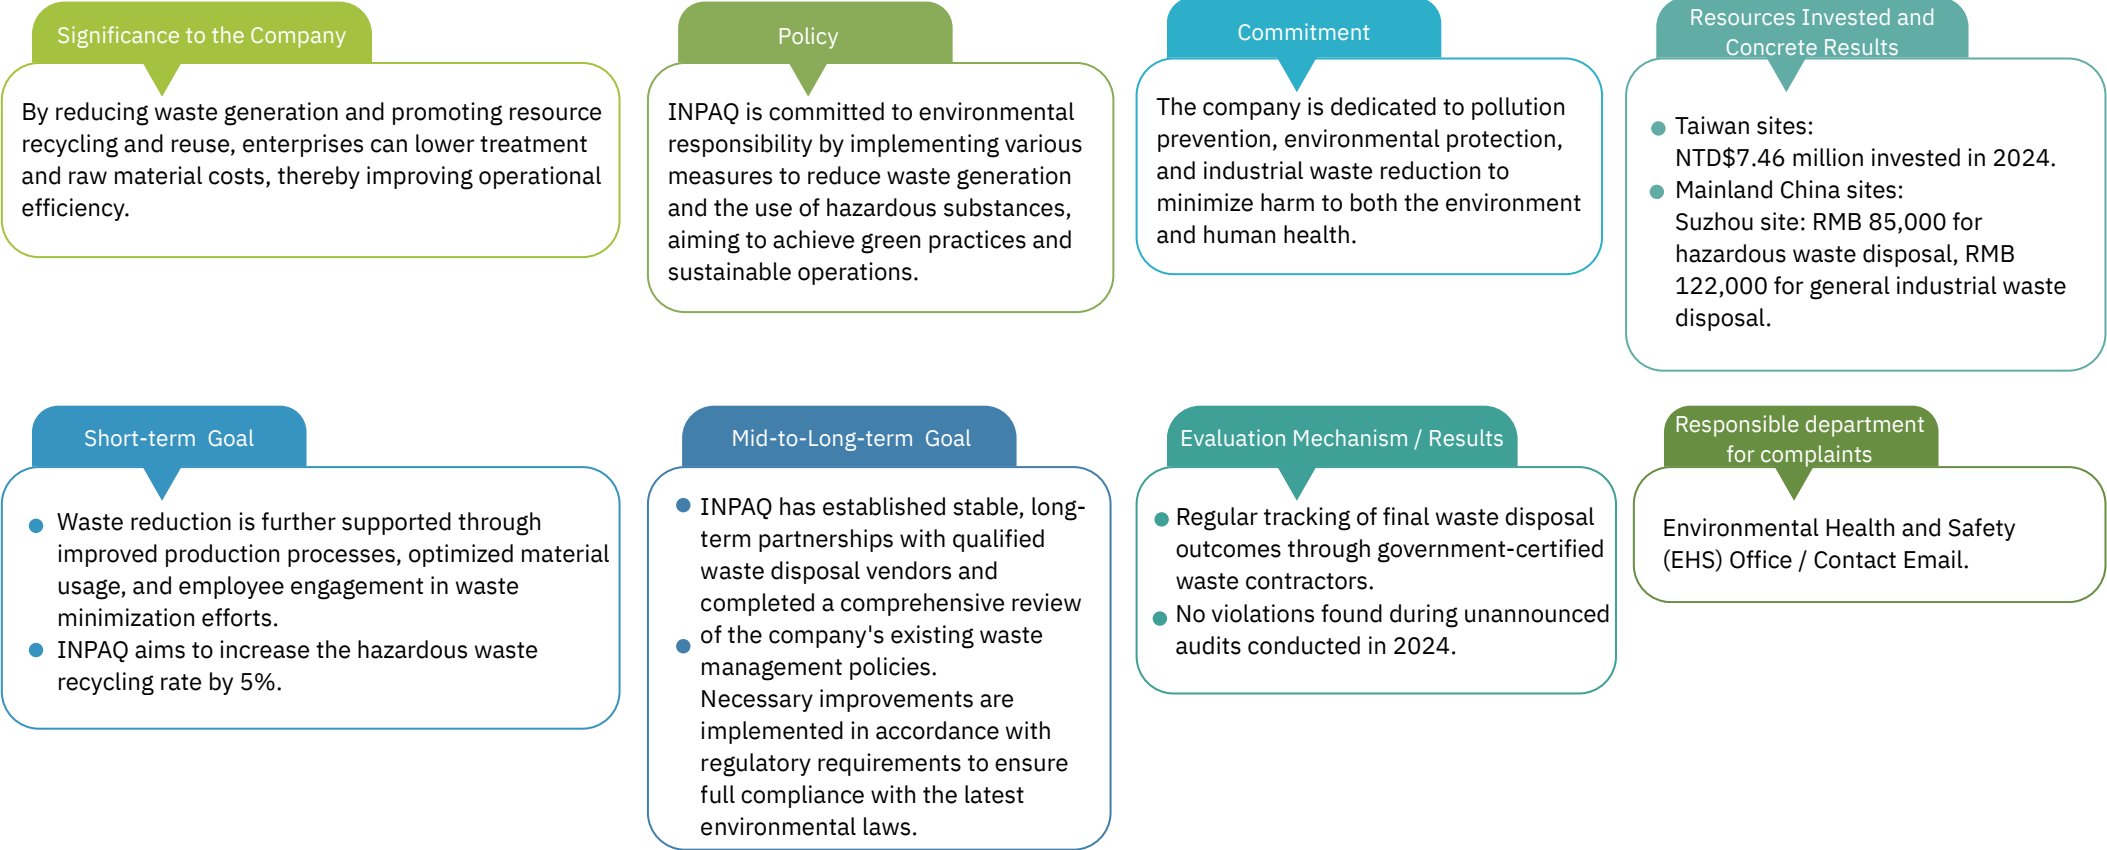 Significance to the Company
By reducing waste generation and promoting resource
recycling and reuse, enterprises can lower treatment
and raw material costs, thereby improving operational
efficiency.
Policy
INPAQ is committed to environmental
responsibility by implementing various
measures to reduce waste generation
and the use of hazardous substances,
aiming to achieve green practices and
sustainable operations.
Commitment
The company is dedicated to pollution
prevention, environmental protection,
and industrial waste reduction to
minimize harm to both the environment
and human health.
Resources Invested and
Concrete Results
Taiwan sites:
NTD$7.46 million invested in 2024.
Mainland China sites:
Suzhou site: RMB 85,000 for
hazardous waste disposal, RMB
122,000 for general industrial waste
disposal.
Short-term Goal
Waste reduction is further supported through
improved production processes, optimized material
usage, and employee engagement in waste
minimization efforts.
INPAQ aims to increase the hazardous waste
recycling rate by 5%.
Mid-to-Long-term Goal
INPAQ has established stable, long-
term partnerships with qualified
waste disposal vendors and
completed a comprehensive review
of the company's existing waste
management policies.
Necessary improvements are
implemented in accordance with
regulatory requirements to ensure
full compliance with the latest
environmental laws.
Evaluation Mechanism / Results
Regular tracking of final waste disposal
outcomes through government-certified
waste contractors.
No violations found during unannounced
audits conducted in 2024.
Responsible department
for complaints
Environmental Health and Safety
(EHS) Office / Contact Email.